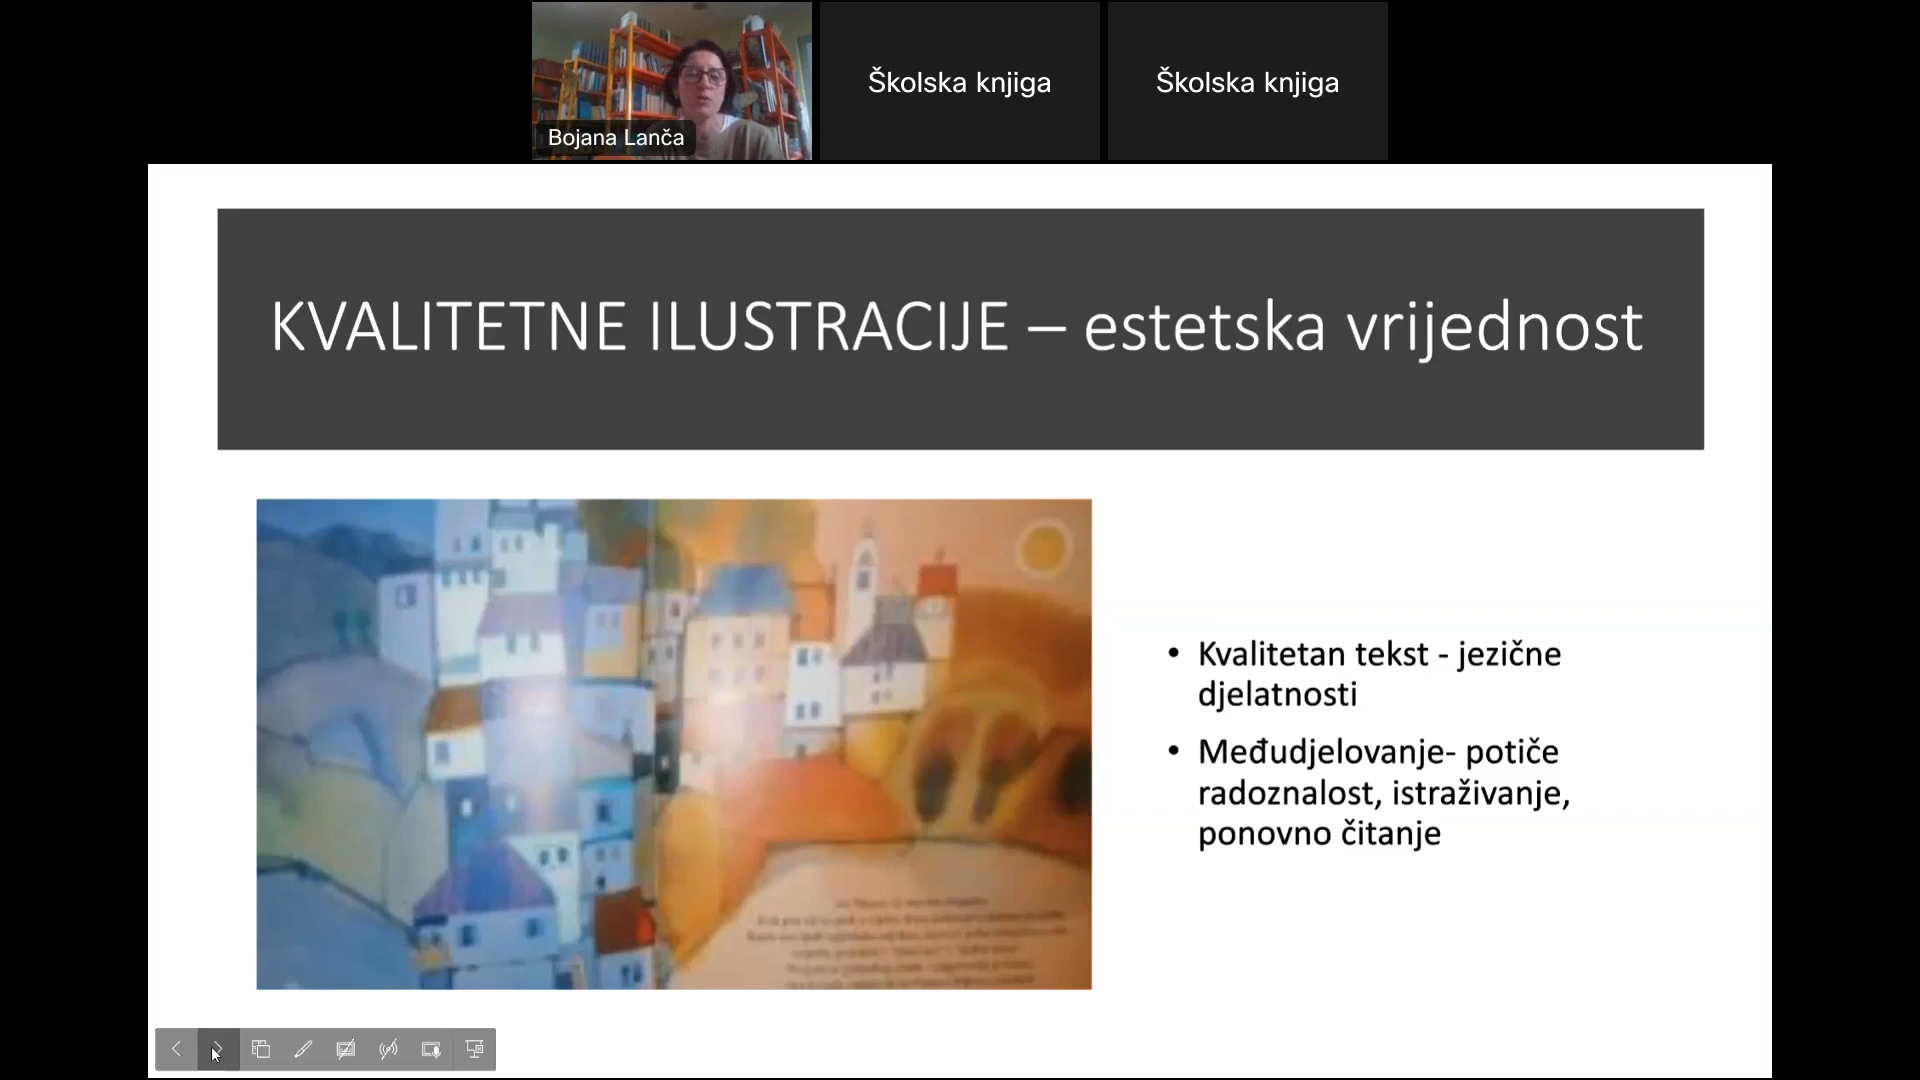 Bojana Lanča
Školska knjiga
Školska knjiga
KVALITETNE ILUSTRACIJE – estetska vrijednost
• Kvalitetan tekst - jezične
djelatnosti
• Međudjelovanje- potiče
radoznalost, istraživanje,
ponovno čitanje